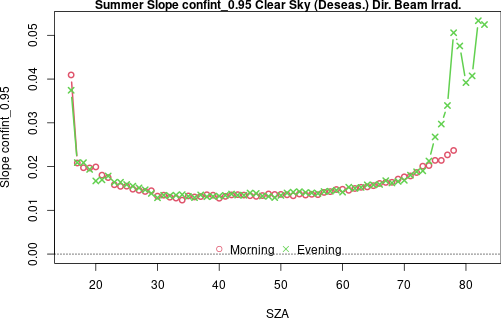 Summer Slope confint_0.95 Clear Sky (Deseas.) Dir. Beam Irrad.
Slope confint_0.95
0.05
0.04
0.03
0.02
0.01
0.00
Morning Evening
20 30 40 50 60 70 80
SZA